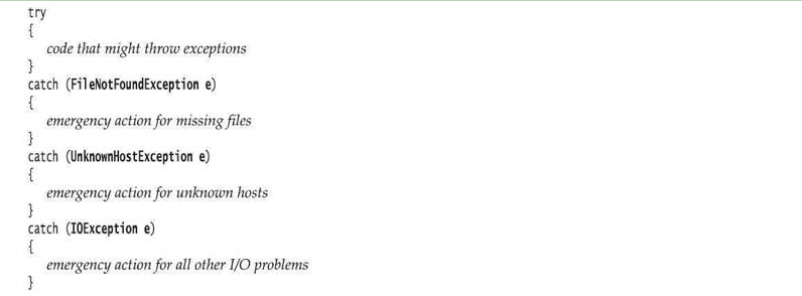 try
{
code that might throw exceptions
}
catch (FileNotFoundException e)
{
emergency action for missing files
}
catch (UnknownHostException e)
{
emergency action for unknown hosts
}
catch (IOException e)
{
emergency action for all other I/O problems
}